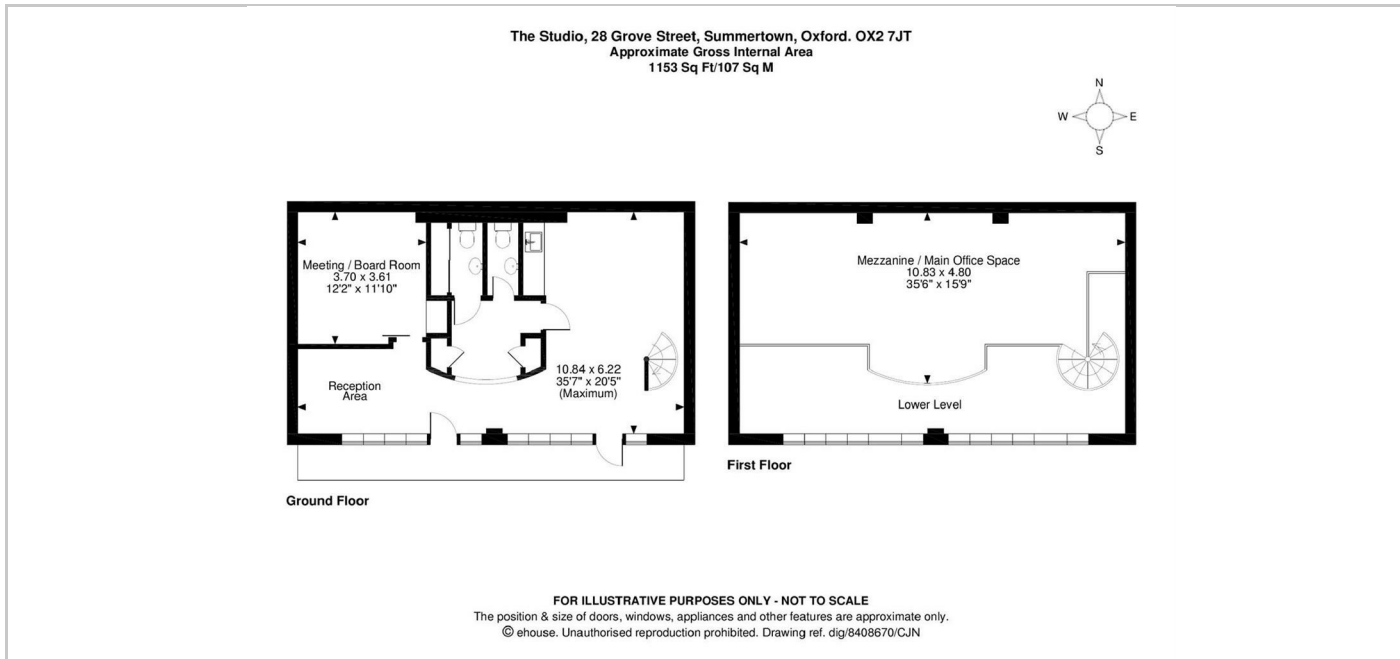 The Studio, 28 Grove Street, Summertown, Oxford. OX2 7JT
Approximate Gross Internal Area
1153 Sq Ft/107 Sq M
N
W E
S
Meeting / Board Room
3.70 x 3.61
12'2" x 11'10"
Reception
Area
10.84 x 6.22
35'7" x 20'5"
(Maximum)
Ground Floor
Mezzanine / Main Office Space
10.83 x 4.80
35'6" x 15'9"
Lower Level
First Floor
FOR ILLUSTRATIVE PURPOSES ONLY - NOT TO SCALE
The position & size of doors, windows, appliances and other features are approximate only.
© ehouse. Unauthorised reproduction prohibited. Drawing ref. dig/8408670/CJN